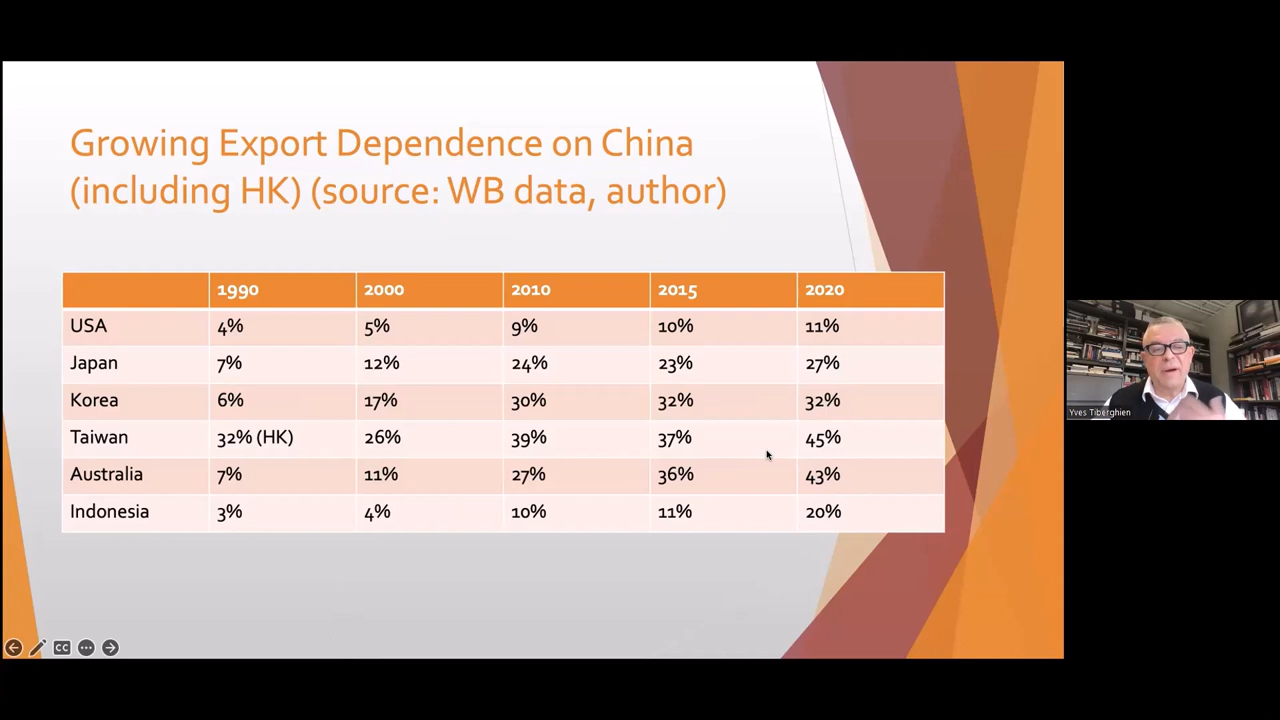 Growing Export Dependence on China
(including HK) (source: WB data, author)
1990 2000 2010 2015 2020
USA 4% 5% 9% 10% 11%
Japan 7% 12% 24% 23% 27%
Korea 6% 17% 30% 32% 32%
Taiwan 32% (HK) 26% 39% 37% 45%
Australia 7% 11% 27% 36% 43%
Indonesia 3% 4% 10% 11% 20%
Yves Tiberghien
CC